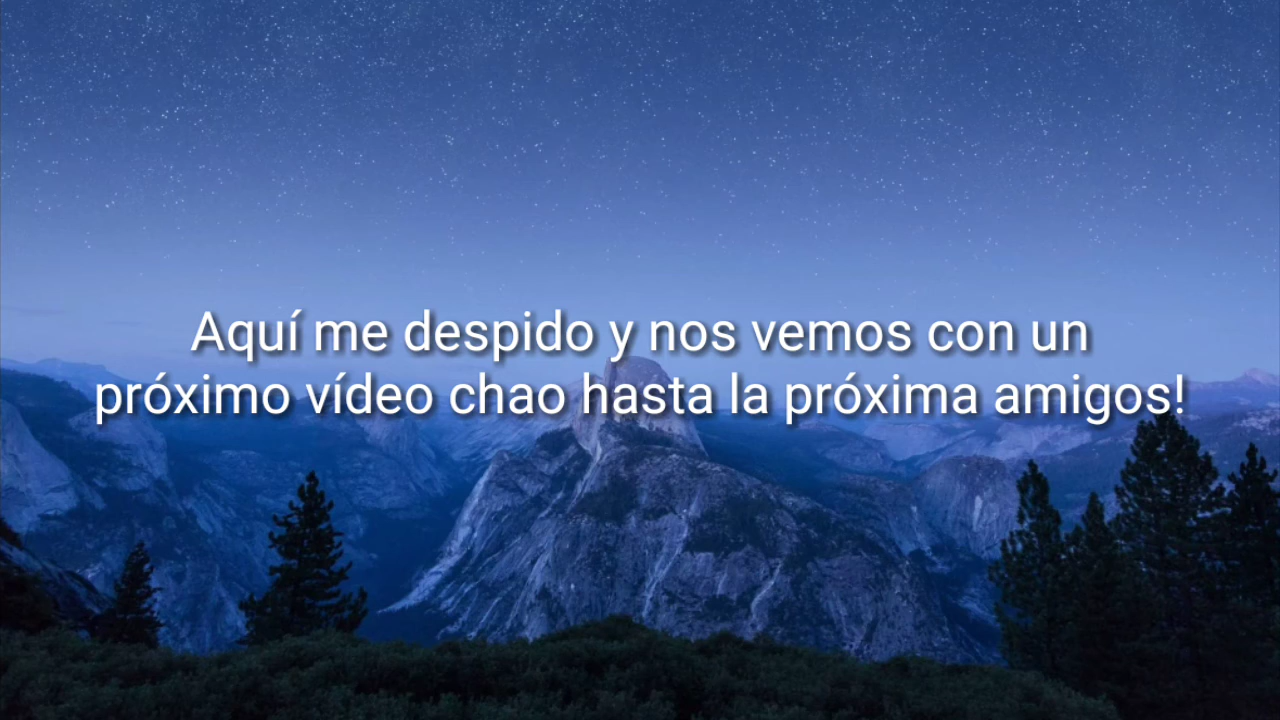 Aquí me despido y nos vemos con un
próximo vídeo chao hasta la próxima amigos!